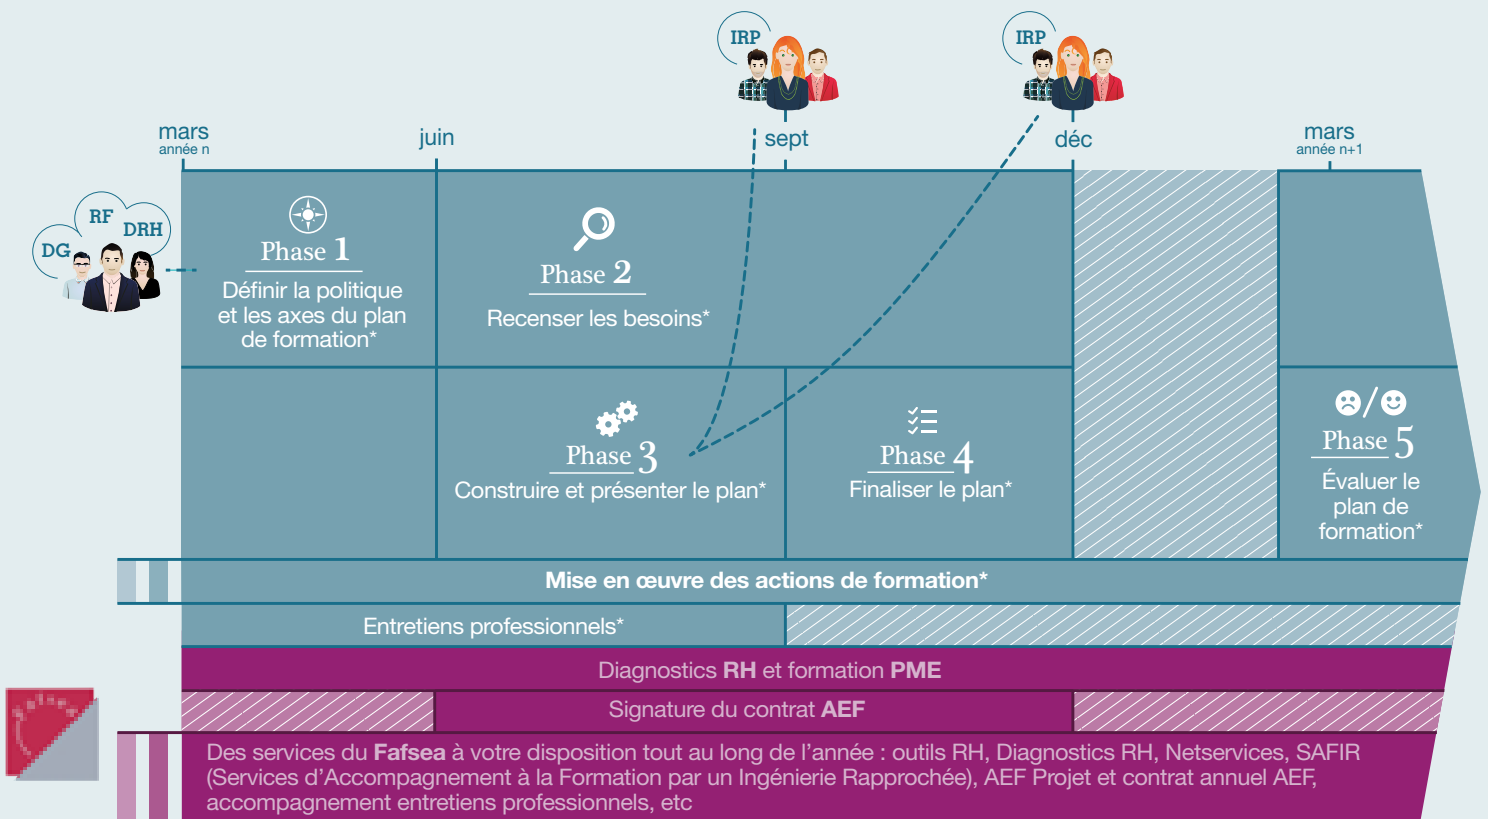 IRP
IRP
mars
année n
juin
sept
déc
mars
année n+1
DG
RF
DRH
Phase 1
Définir la politique
et les axes du plan
de formation*
Phase 2
Recenser les besoins*
Phase 3
Construire et présenter le plan*
Phase 4
Finaliser le plan*
Phase 5
Évaluer le
plan de
formation*
Mise en œuvre des actions de formation*
Entretiens professionnels*
Diagnostics RH et formation PME
Signature du contrat AEF
Des services du Fafsea à votre disposition tout au long de l'année : outils RH, Diagnostics RH, Netservices, SAFIR
(Services d'Accompagnement à la Formation par un Ingénierie Rapprochée), AEF Projet et contrat annuel AEF,
accompagnement entretiens professionnels, etc